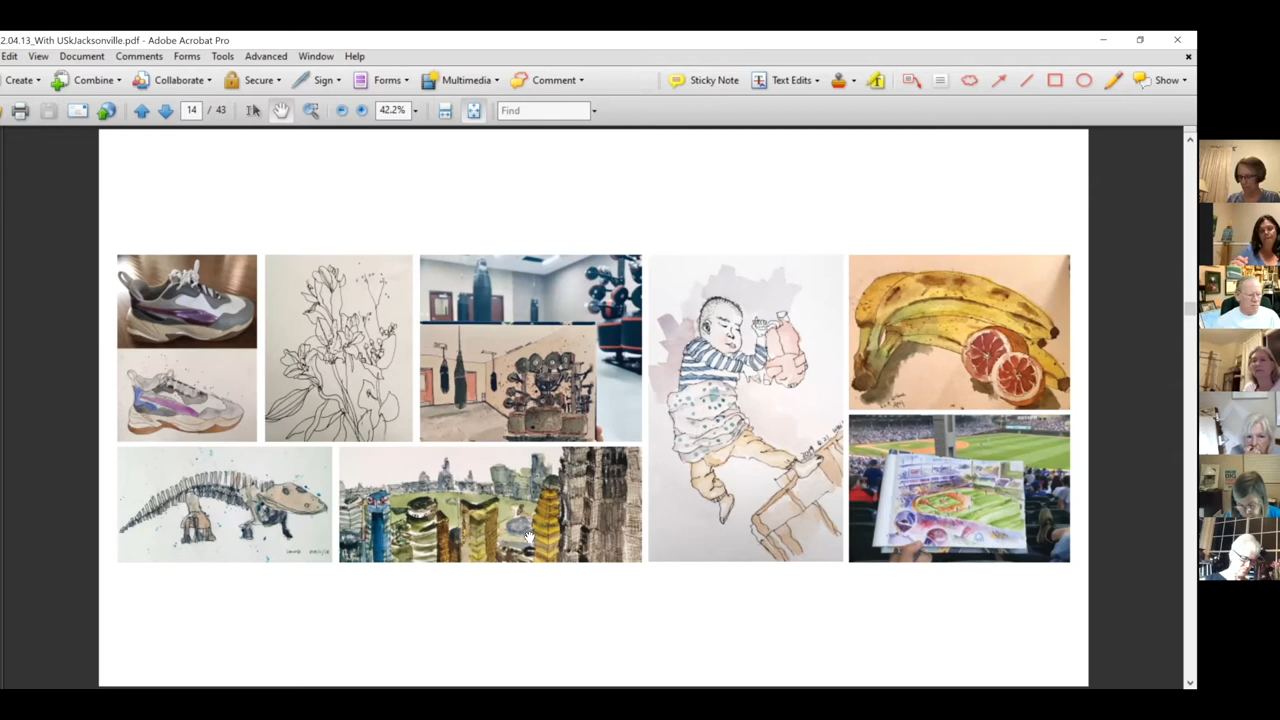 2.04.13_With USkJacksonville.pdf - Adobe Acrobat Pro
Edit View Document Comments Forms Tools Advanced Window Help
Create Combine Collaborate Secure Sign Forms Multimedia Comment Sticky Note Text Edits Show
14 / 43 42.2% Find